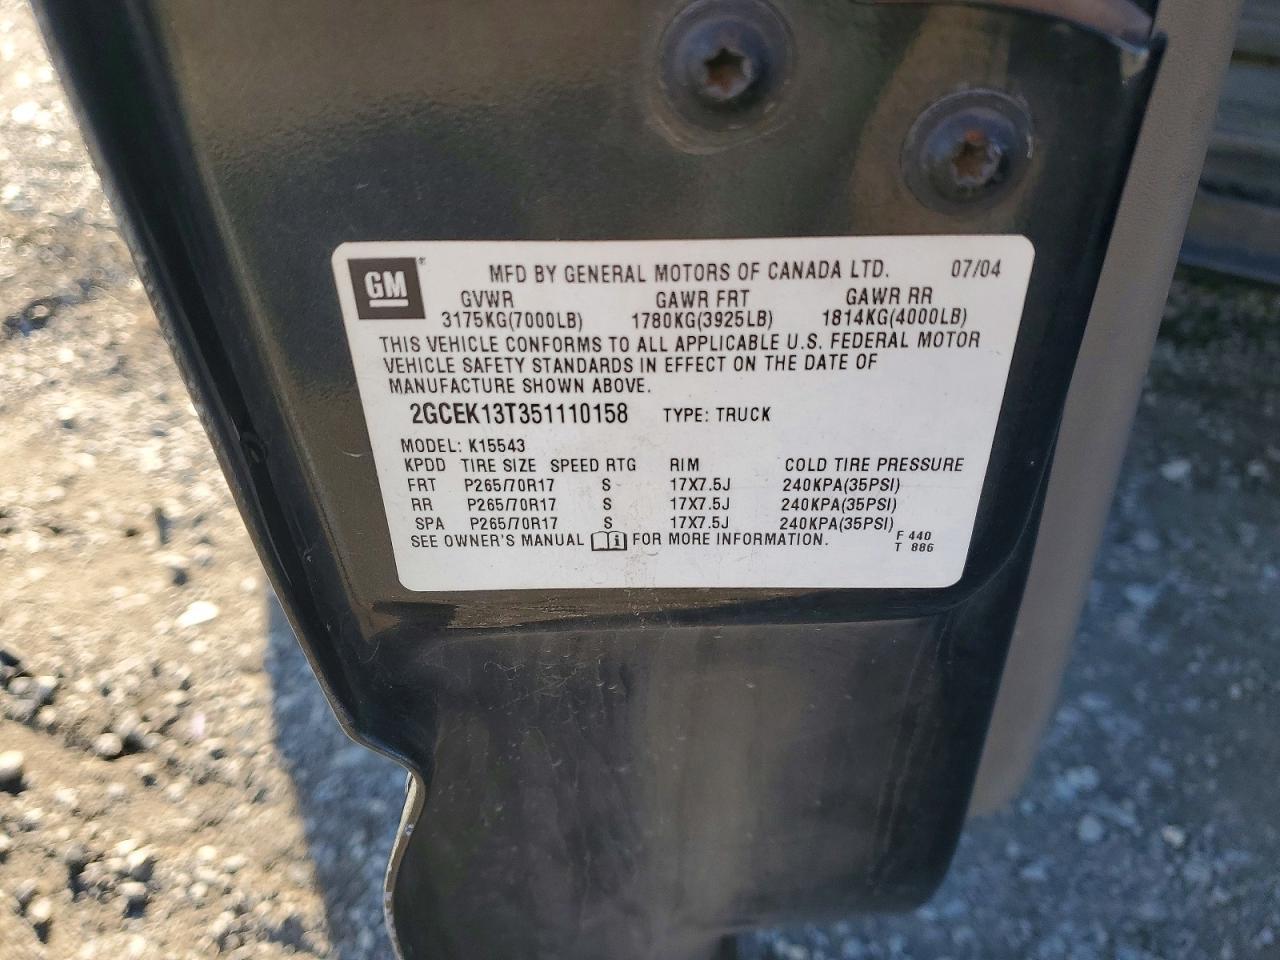 GM® MFD BY GENERAL MOTORS OF CANADA LTD. 07/04
GVWR GAWR FRT GAWR RR
3175KG(7000LB) 1780KG(3925LB) 1814KG(4000LB)
THIS VEHICLE CONFORMS TO ALL APPLICABLE U.S. FEDERAL MOTOR
VEHICLE SAFETY STANDARDS IN EFFECT ON THE DATE OF
MANUFACTURE SHOWN ABOVE.
2GCEK13T351110158 TYPE: TRUCK
MODEL: K15543
KPDD TIRE SIZE SPEED RTG RIM COLD TIRE PRESSURE
FRT P265/70R17 S 17X7.5J 240KPA(35PSI)
RR P265/70R17 S 17X7.5J 240KPA(35PSI)
SPA P265/70R17 S 17X7.5J 240KPA(35PSI)
SEE OWNER'S MANUAL i FOR MORE INFORMATION. F 440
T 886